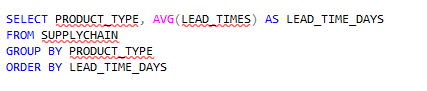 SELECT PRODUCT_TYPE, AVG(LEAD_TIMES) AS LEAD_TIME_DAYS
FROM SUPPLYCHAIN
GROUP BY PRODUCT_TYPE
ORDER BY LEAD_TIME_DAYS